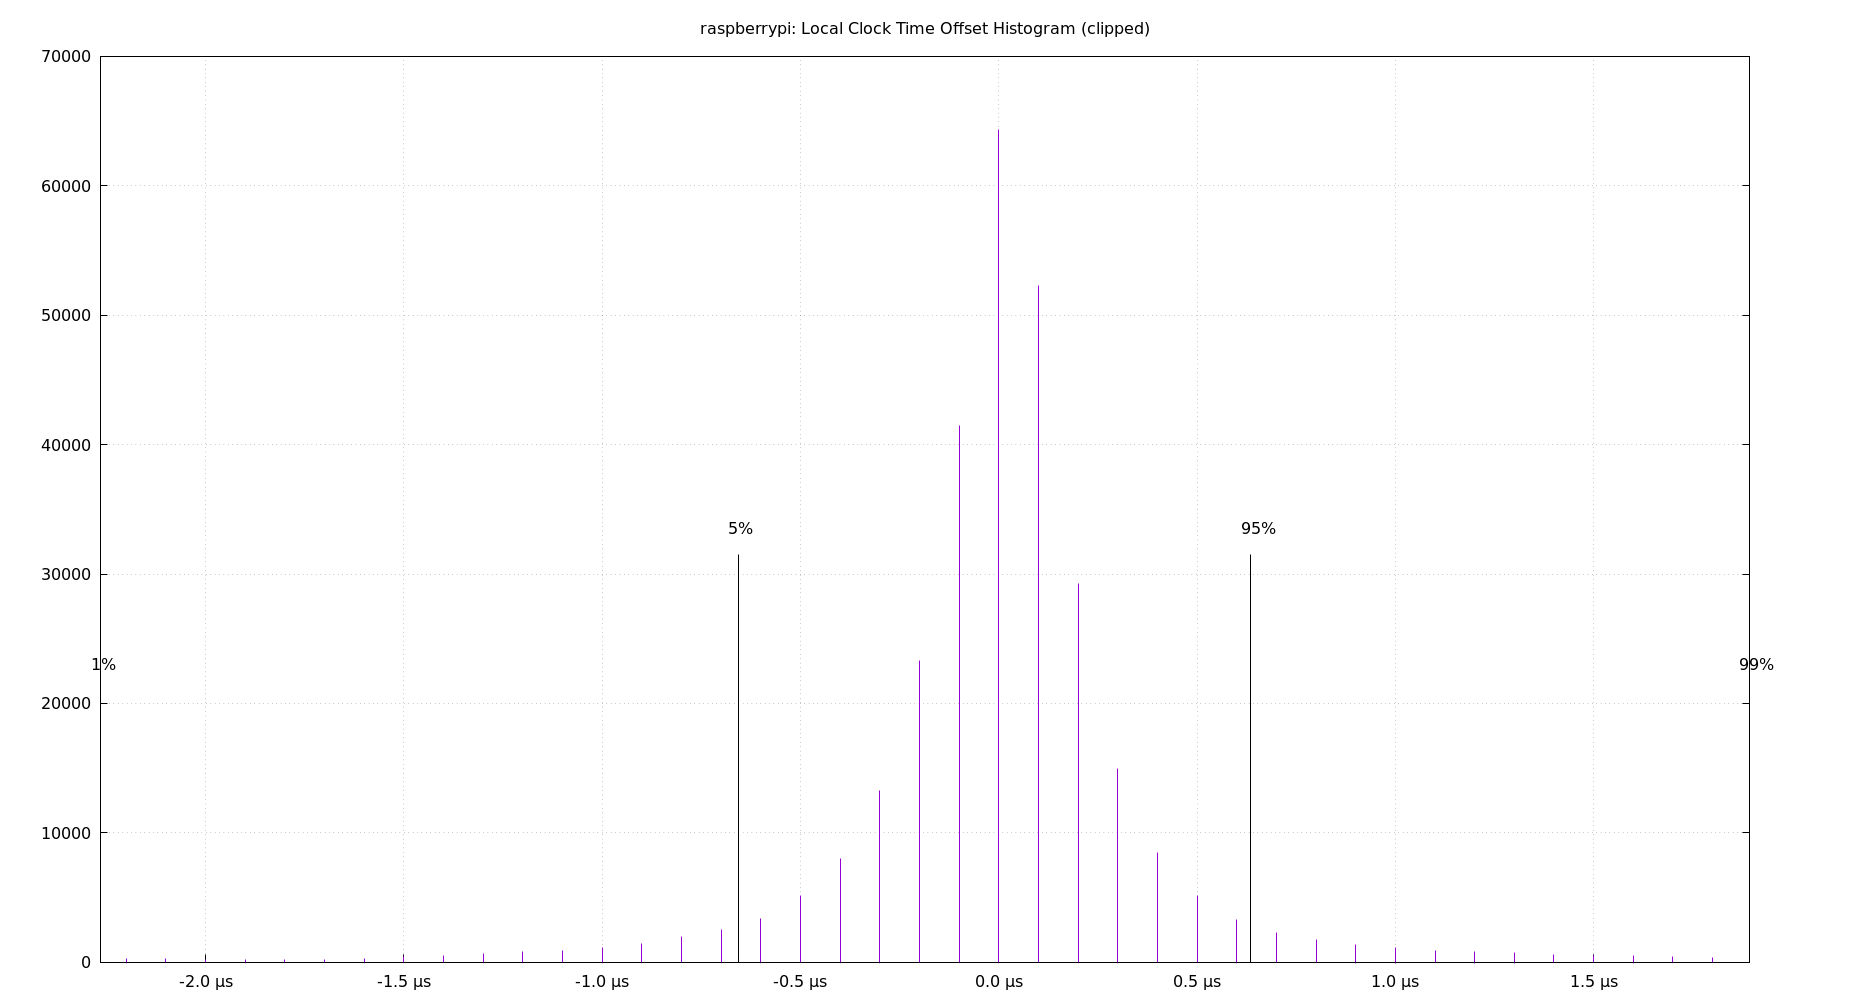 raspberrypi: Local Clock Time Offset Histogram (clipped)
70000
60000
50000
40000
5%
95%
30000
1%
99%
20000
10000
0
-2.0 µs
-1.5 µs
-1.0 µs
-0.5 µs
0.0 µs
0.5 µs
1.0 µs
1.5 µs